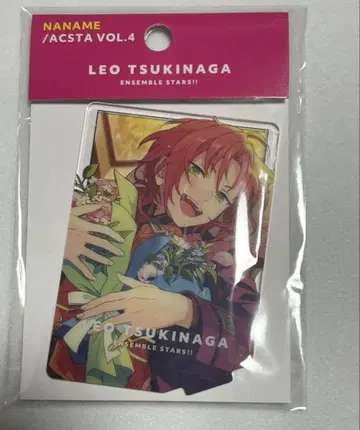 NANAME
/ACSTA VOL.4
LEO TSUKINAGA
ENSEMBLE STARS!!
LEO TSUKINAGA
ENSEMBLE STARS!!